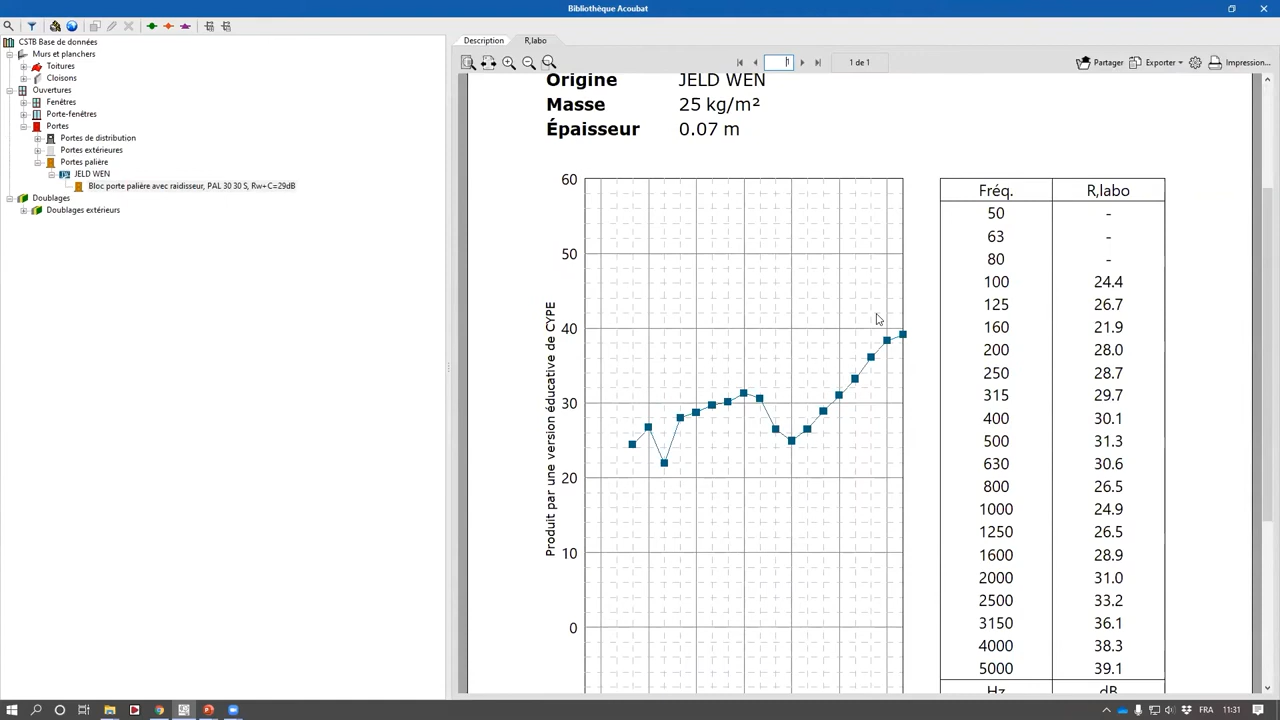 Bibliothèque Acoubat
CSTB Base de données
Murs et planchers
Toitures
Cloisons
Ouvertures
Fenêtres
Porte-fenêtres
Portes
Portes de distribution
Portes extérieures
Portes palière
JELD WEN
Bloc porte palière avec raidisseur, PAL 30 30 S, Rw+C=29dB
Doublages
Doublages extérieurs
Description R,labo
1 1 de 1 Partager Exporter Impression...
Origine JELD WEN
Masse 25 kg/m²
Épaisseur 0.07 m
60
50
40
30
20
10
0
Produit par une version éducative de CYPE
Fréq. R,labo
50 -
63 -
80 -
100 24.4
125 26.7
160 21.9
200 28.0
250 28.7
315 29.7
400 30.1
500 31.3
630 30.6
800 26.5
1000 24.9
1250 26.5
1600 28.9
2000 31.0
2500 33.2
3150 36.1
4000 38.3
5000 39.1
Hz dB
FR 11:31